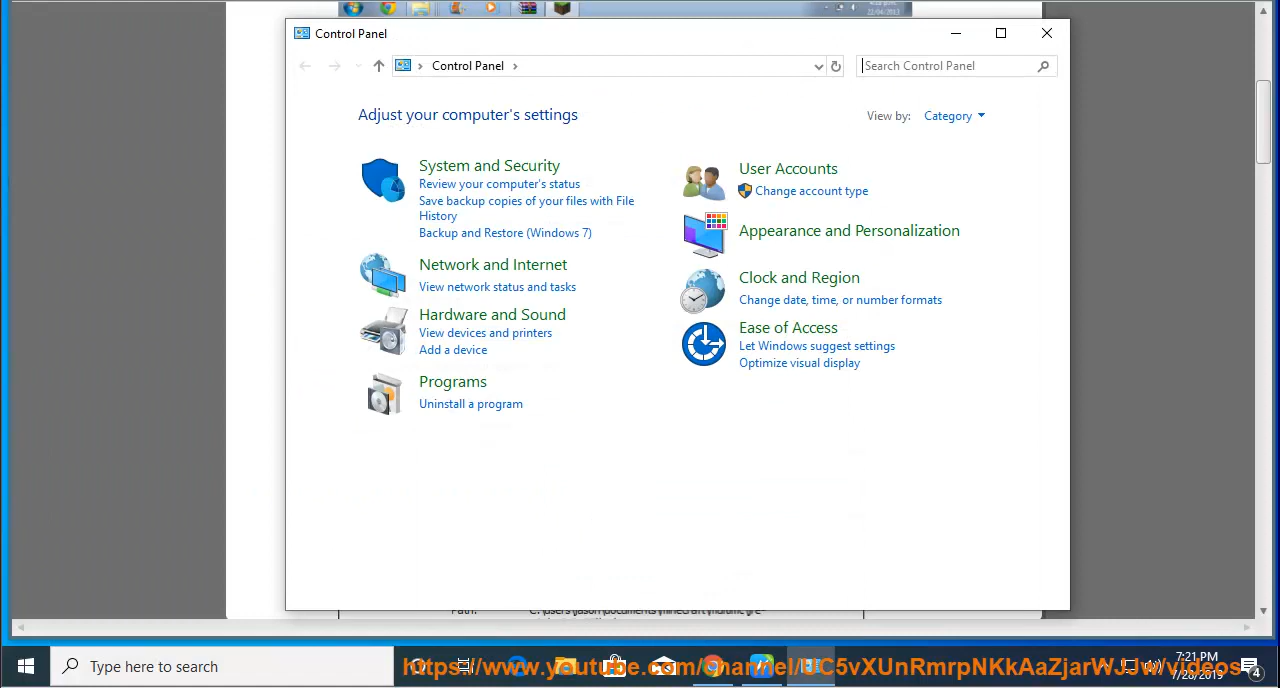 Control Panel
Control Panel
Search Control Panel
Adjust your computer's settings
View by:
Category
System and Security
Review your computer's status
Save backup copies of your files with File
History
Backup and Restore (Windows 7)
Network and Internet
View network status and tasks
Hardware and Sound
View devices and printers
Add a device
Programs
Uninstall a program
User Accounts
Change account type
Appearance and Personalization
Clock and Region
Change date, time, or number formats
Ease of Access
Let Windows suggest settings
Optimize visual display
Type here to search
7:21 PM
7/28/2019
4